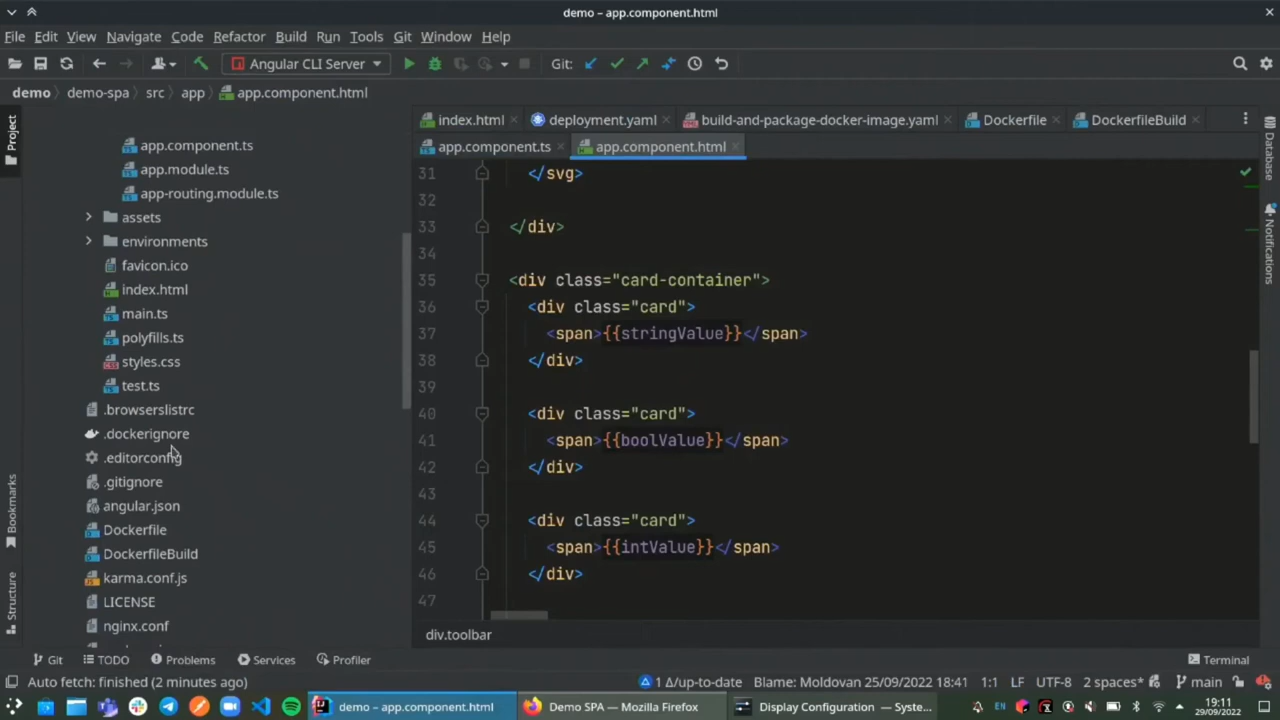 demo – app.component.html
File Edit View Navigate Code Refactor Build Run Tools Git Window Help
Angular CLI Server Git:
demo demo-spa src app app.component.html
Project
app.component.ts
app.module.ts
app-routing.module.ts
assets
environments
favicon.ico
index.html
main.ts
polyfills.ts
styles.css
test.ts
.browserslistrc
.dockerignore
.editorconfig
.gitignore
angular.json
Dockerfile
DockerfileBuild
karma.conf.js
LICENSE
nginx.conf
Bookmarks
Structure
index.html deployment.yaml build-and-package-docker-image.yaml Dockerfile DockerfileBuild
app.component.ts app.component.html
31 </svg>
32
33 </div>
34
35 <div class="card-container">
36 <div class="card">
37 <span>{{stringValue}}</span>
38 </div>
39
40 <div class="card">
41 <span>{{boolValue}}</span>
42 </div>
43
44 <div class="card">
45 <span>{{intValue}}</span>
46 </div>
47
div.toolbar
Database
Notifications
Git TODO Problems Services Profiler Terminal
Auto fetch: finished (2 minutes ago) 1 Δ/up-to-date Blame: Moldovan 25/09/2022 18:41 1:1 LF UTF-8 2 spaces* main
demo – app.component.html Demo SPA — Mozilla Firefox Display Configuration — Syste... EN 19:11
29/09/2022